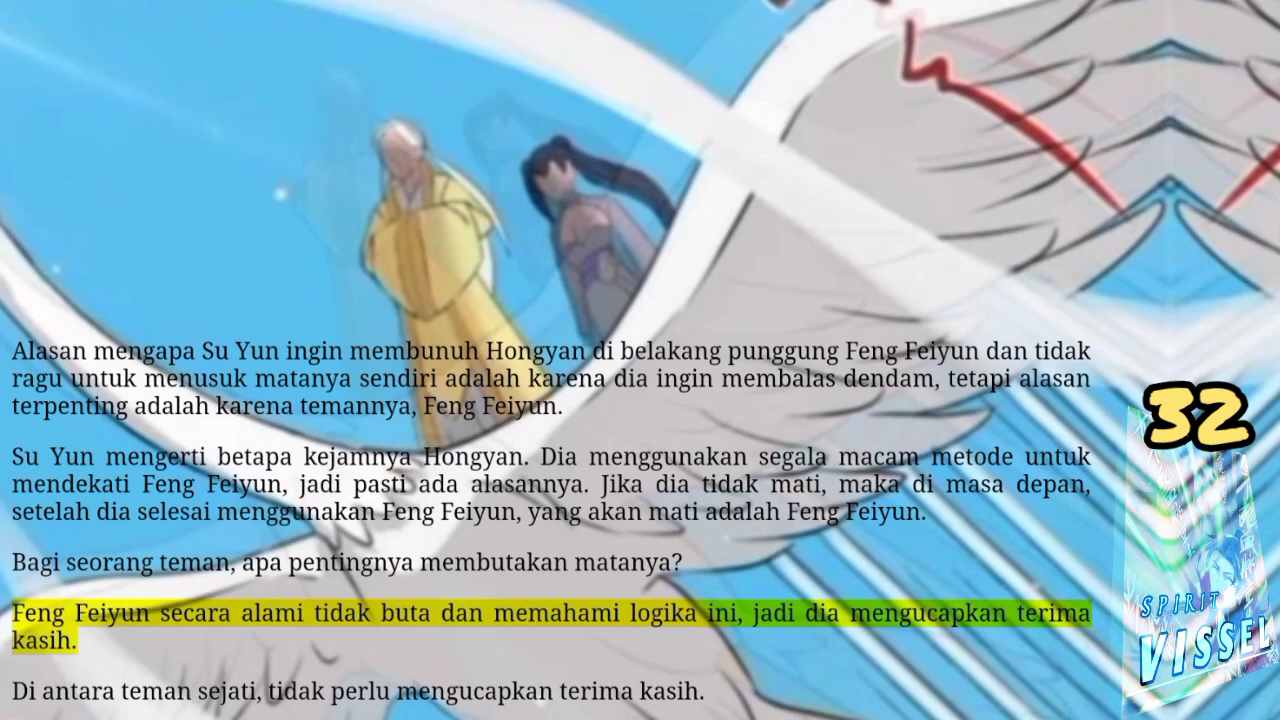 Alasan mengapa Su Yun ingin membunuh Hongyan di belakang punggung Feng Feiyun dan tidak
ragu untuk menusuk matanya sendiri adalah karena dia ingin membalas dendam, tetapi alasan
terpenting adalah karena temannya, Feng Feiyun.
Su Yun mengerti betapa kejamnya Hongyan. Dia menggunakan segala macam metode untuk
mendekati Feng Feiyun, jadi pasti ada alasannya. Jika dia tidak mati, maka di masa depan,
setelah dia selesai menggunakan Feng Feiyun, yang akan mati adalah Feng Feiyun.
Bagi seorang teman, apa pentingnya membutakan matanya?
Feng Feiyun secara alami tidak buta dan memahami logika ini, jadi dia mengucapkan terima
kasih.
Di antara teman sejati, tidak perlu mengucapkan terima kasih.
32
SPIRIT
VISSEL